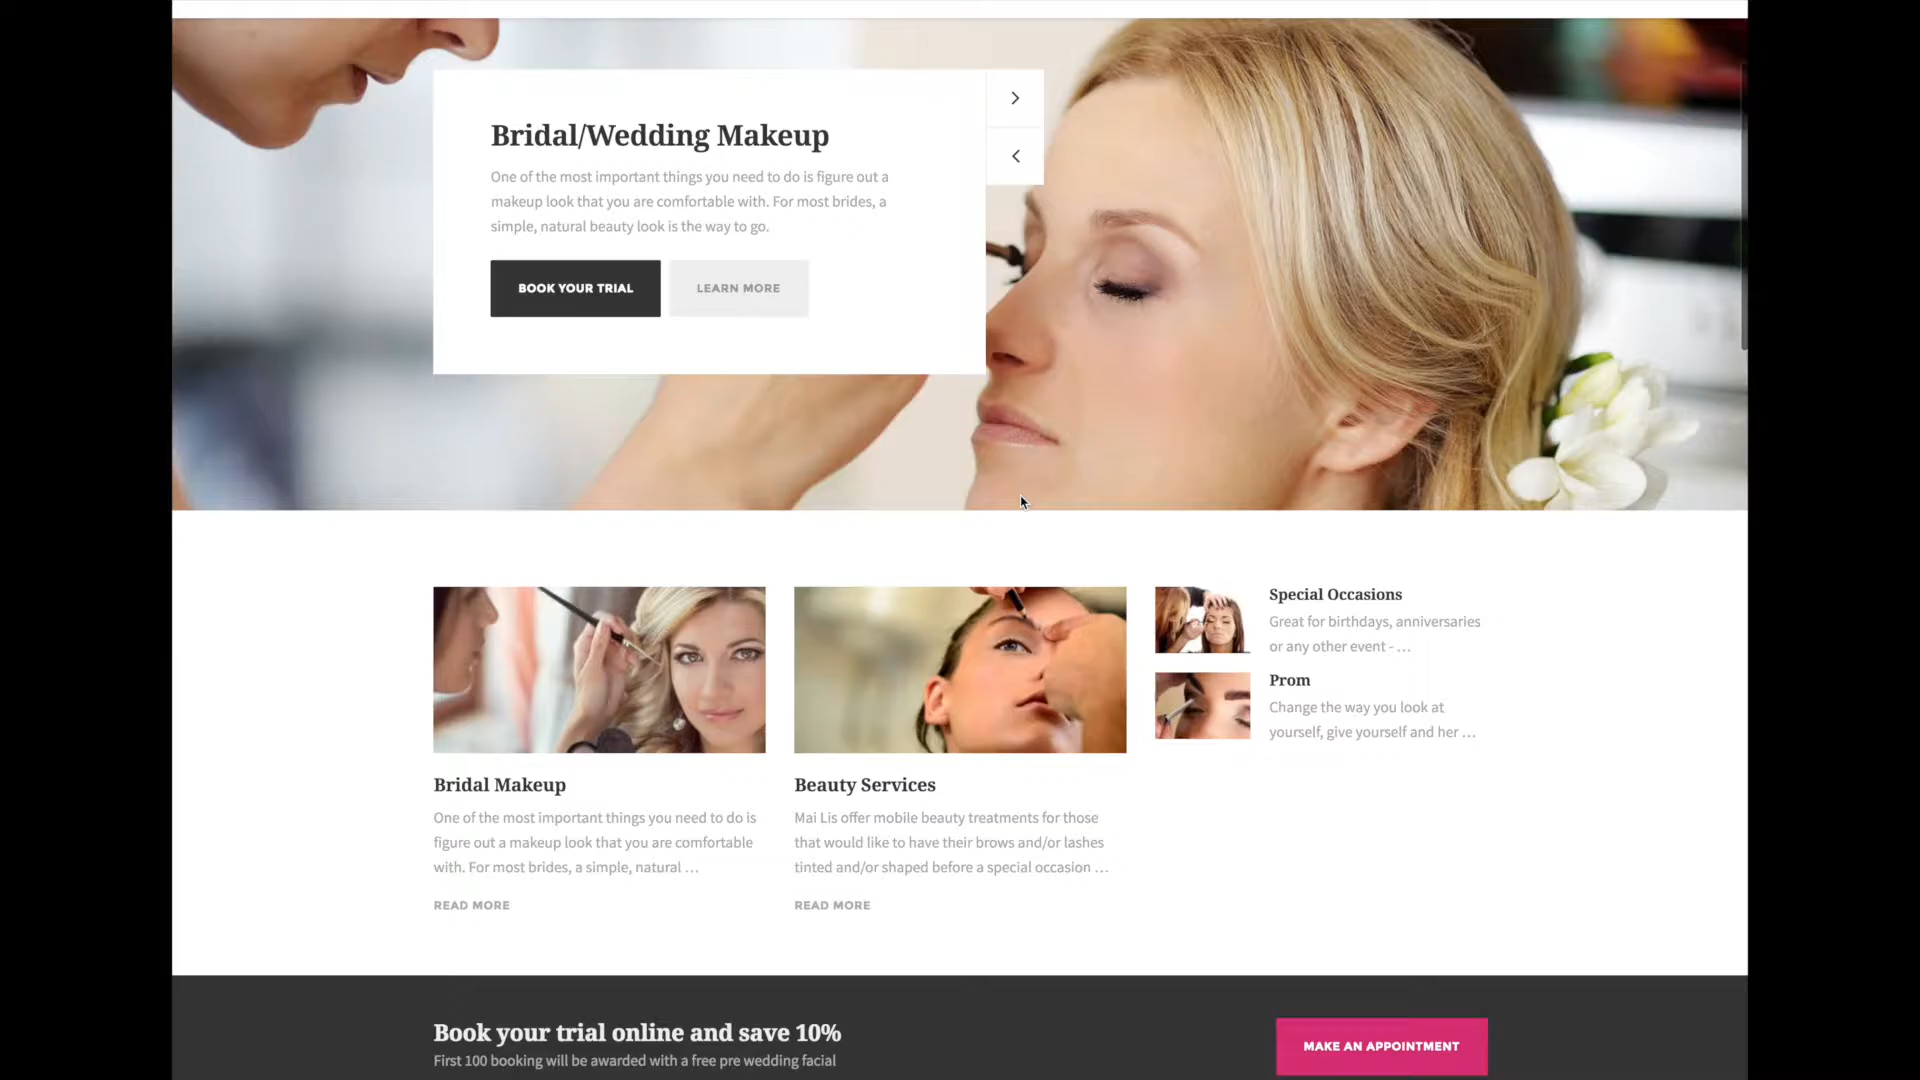 Bridal/Wedding Makeup
One of the most important things you need to do is figure out a
makeup look that you are comfortable with. For most brides, a
simple, natural beauty look is the way to go.
BOOK YOUR TRIAL
LEARN MORE
Bridal Makeup
One of the most important things you need to do is
figure out a makeup look that you are comfortable
with. For most brides, a simple, natural …
READ MORE
Beauty Services
Mai Lis offer mobile beauty treatments for those
that would like to have their brows and/or lashes
tinted and/or shaped before a special occasion …
READ MORE
Special Occasions
Great for birthdays, anniversaries
or any other event - …
Prom
Change the way you look at
yourself, give yourself and her …
Book your trial online and save 10%
First 100 booking will be awarded with a free pre wedding facial
MAKE AN APPOINTMENT